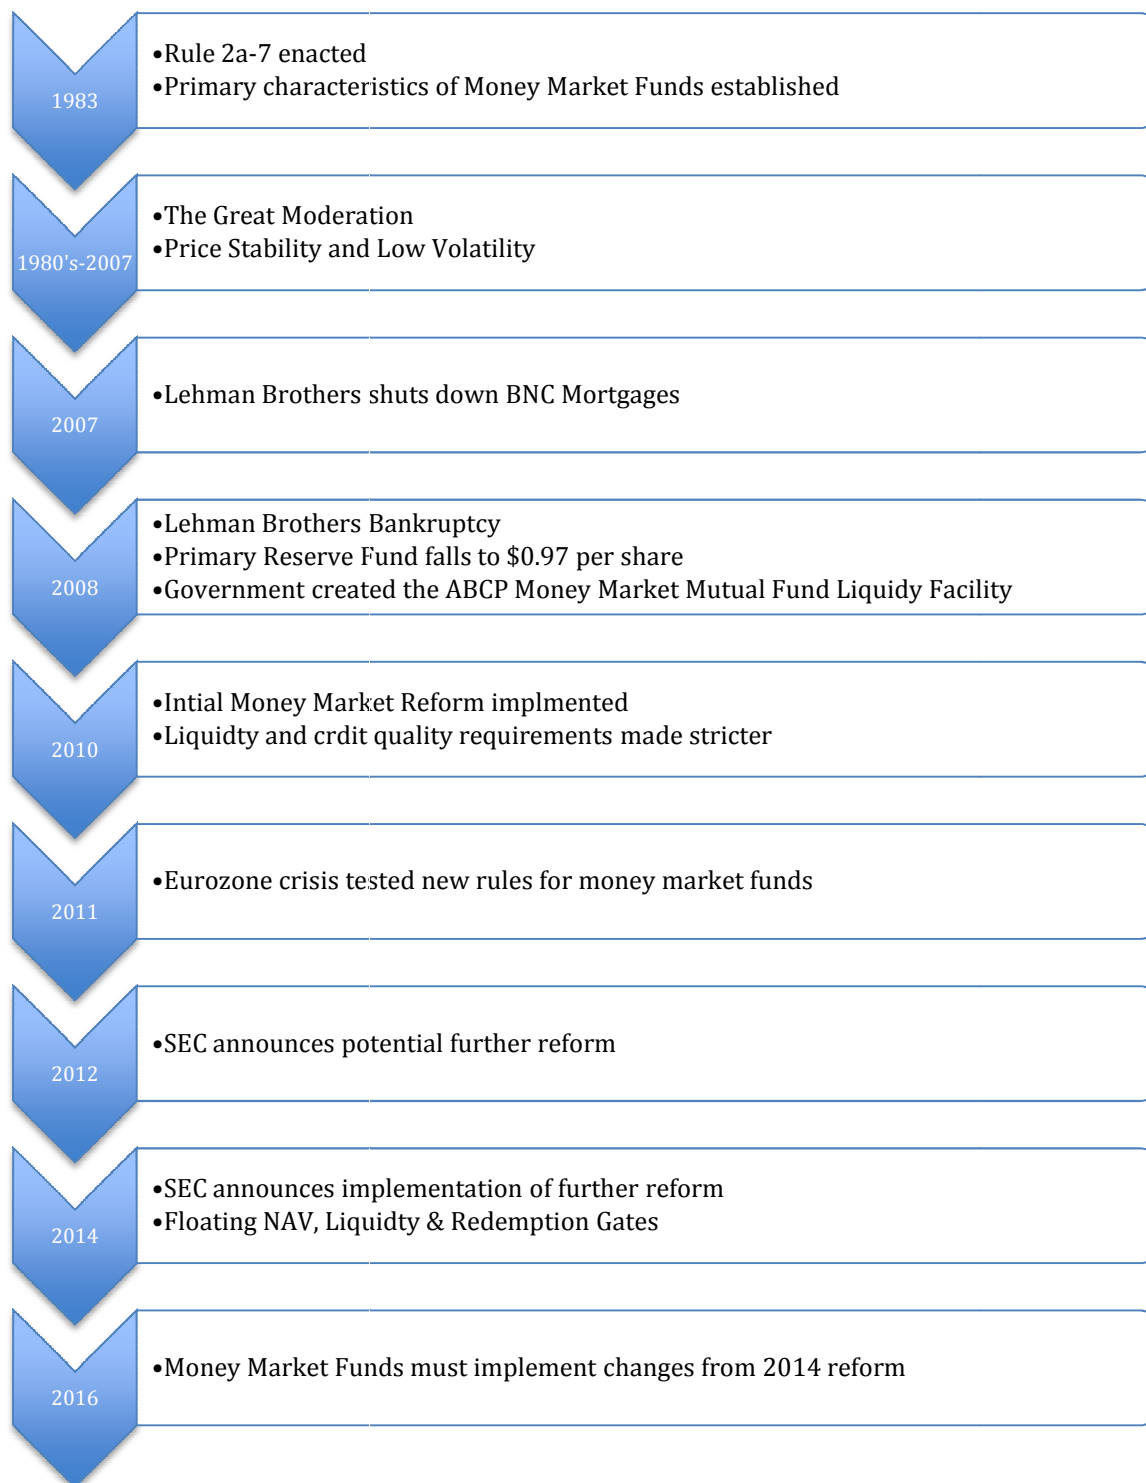 1983
•Rule 2a-7 enacted
•Primary characteristics of Money Market Funds established
1980's-2007
•The Great Moderation
•Price Stability and Low Volatility
2007
•Lehman Brothers shuts down BNC Mortgages
2008
•Lehman Brothers Bankruptcy
•Primary Reserve Fund falls to $0.97 per share
•Government created the ABCP Money Market Mutual Fund Liquidy Facility
2010
•Intial Money Market Reform implmented
•Liquidty and crdit quality requirements made stricter
2011
•Eurozone crisis tested new rules for money market funds
2012
•SEC announces potential further reform
2014
•SEC announces implementation of further reform
•Floating NAV, Liquidty & Redemption Gates
2016
•Money Market Funds must implement changes from 2014 reform